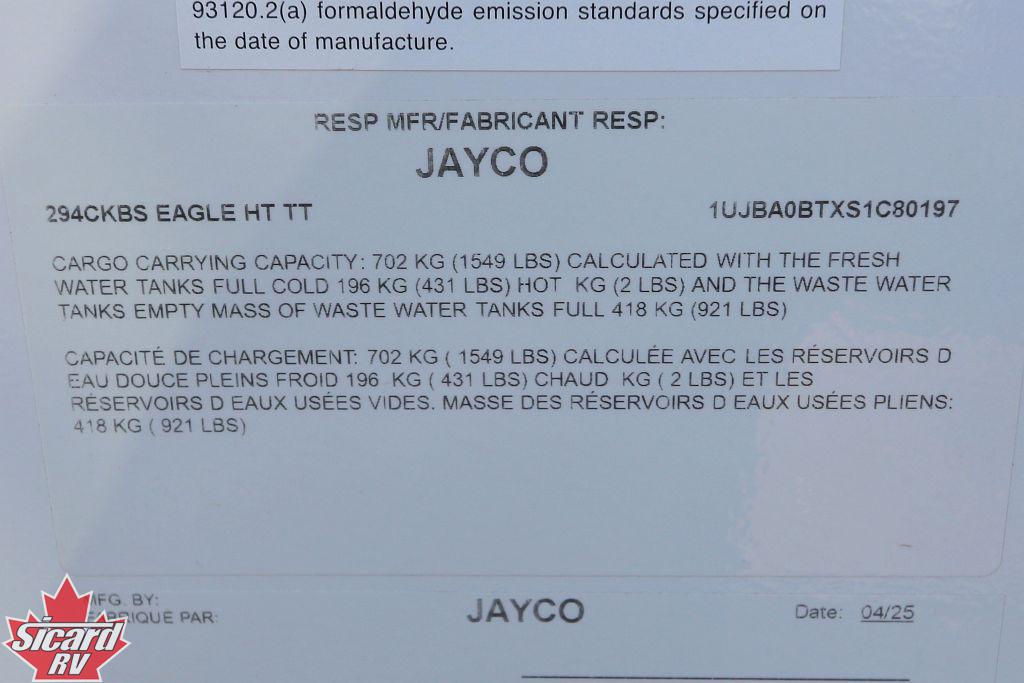 93120.2(a) formaldehyde emission standards specified on
the date of manufacture.
RESP MFR/FABRICANT RESP:
JAYCO
294CKBS EAGLE HT TT 1UJBA0BTXS1C80197
CARGO CARRYING CAPACITY: 702 KG (1549 LBS) CALCULATED WITH THE FRESH
WATER TANKS FULL COLD 196 KG (431 LBS) HOT KG (2 LBS) AND THE WASTE WATER
TANKS EMPTY MASS OF WASTE WATER TANKS FULL 418 KG (921 LBS)
CAPACITÉ DE CHARGEMENT: 702 KG ( 1549 LBS) CALCULÉE AVEC LES RÉSERVOIRS D
EAU DOUCE PLEINS FROID 196 KG ( 431 LBS) CHAUD KG ( 2 LBS) ET LES
RÉSERVOIRS D EAUX USÉES VIDES. MASSE DES RÉSERVOIRS D EAUX USÉES PLIENS:
418 KG ( 921 LBS)
MFG. BY:
FABRIQUE PAR: JAYCO Date: 04/25
Sicard
RV